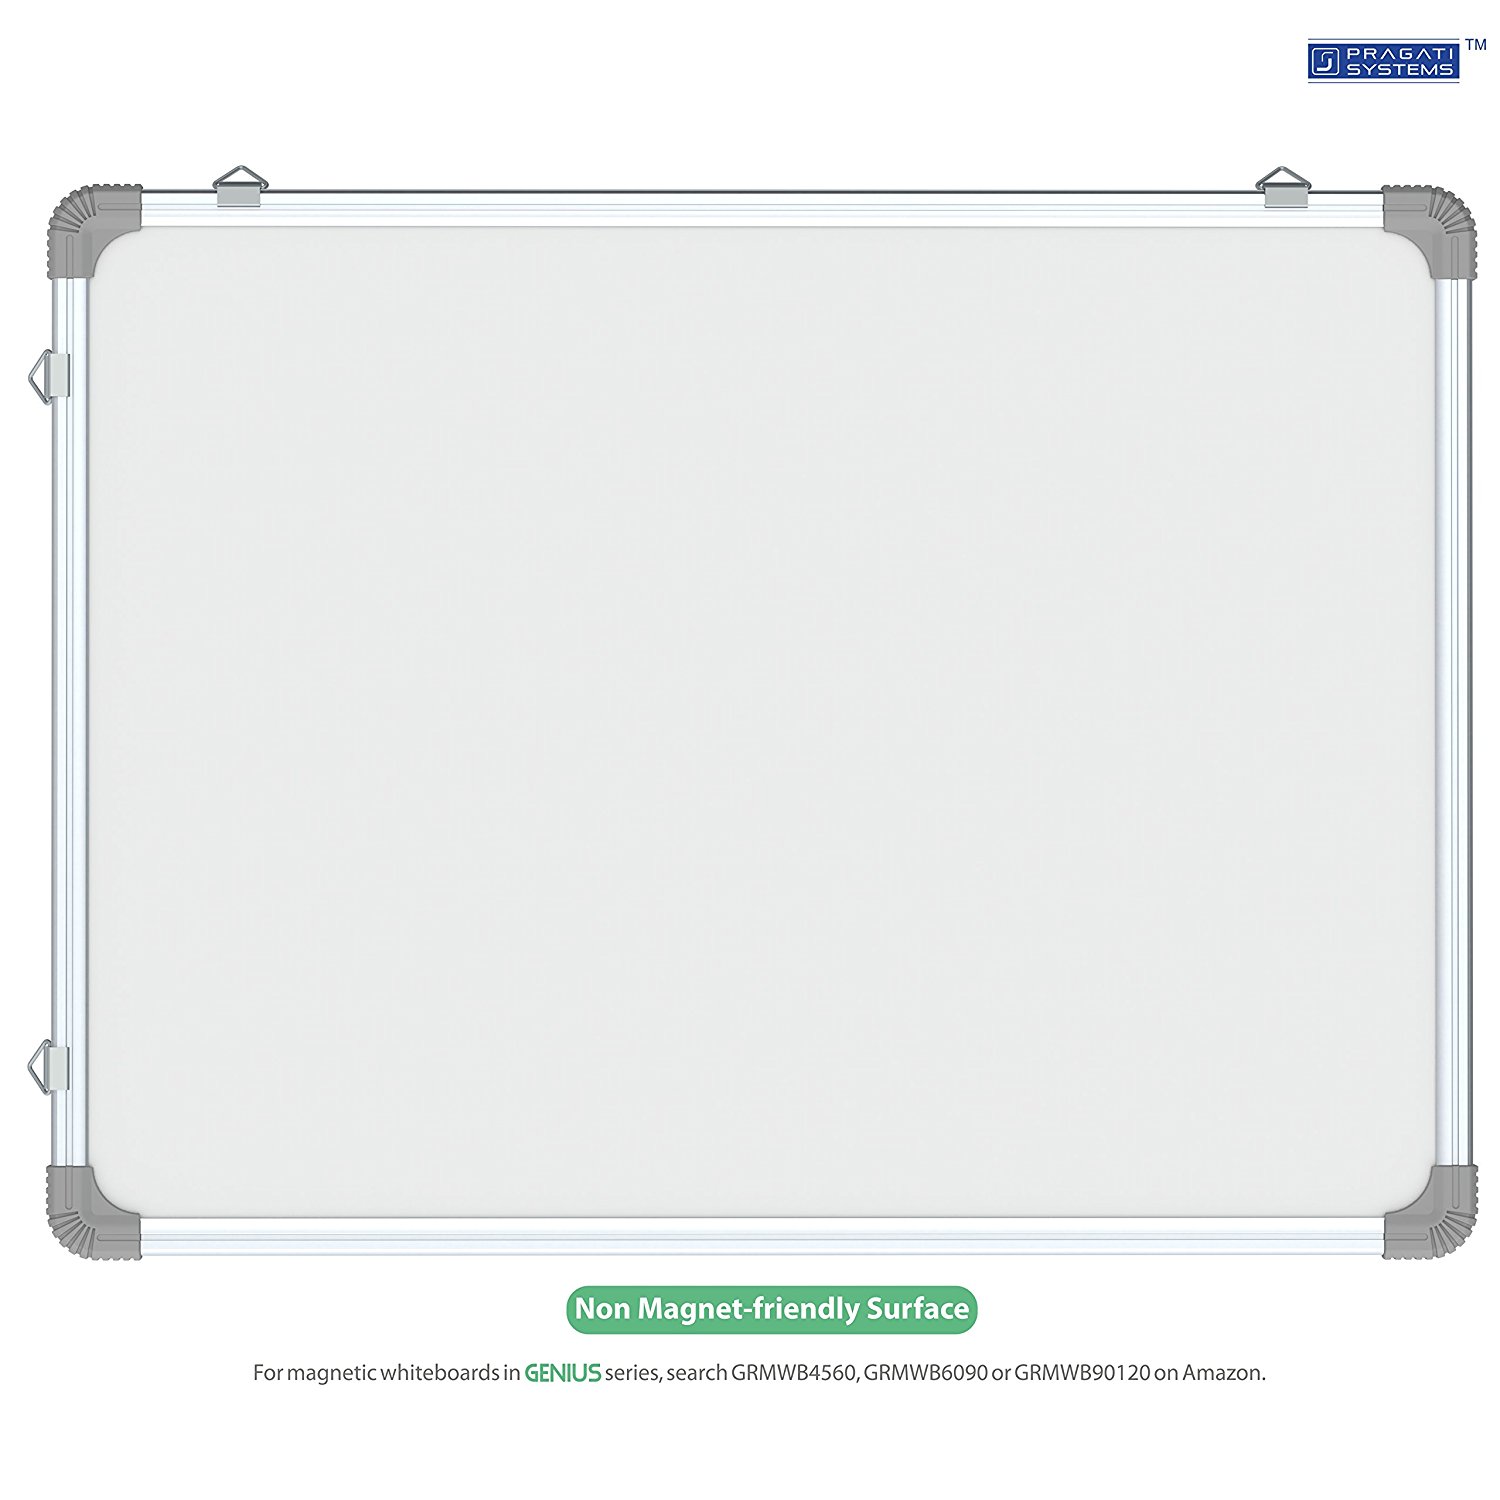 PRAGATI
SYSTEMS
TM
Non Magnet-friendly Surface
For magnetic whiteboards in GENIUS series, search GRMWB4560, GRMWB6090 or GRMWB90120 on Amazon.